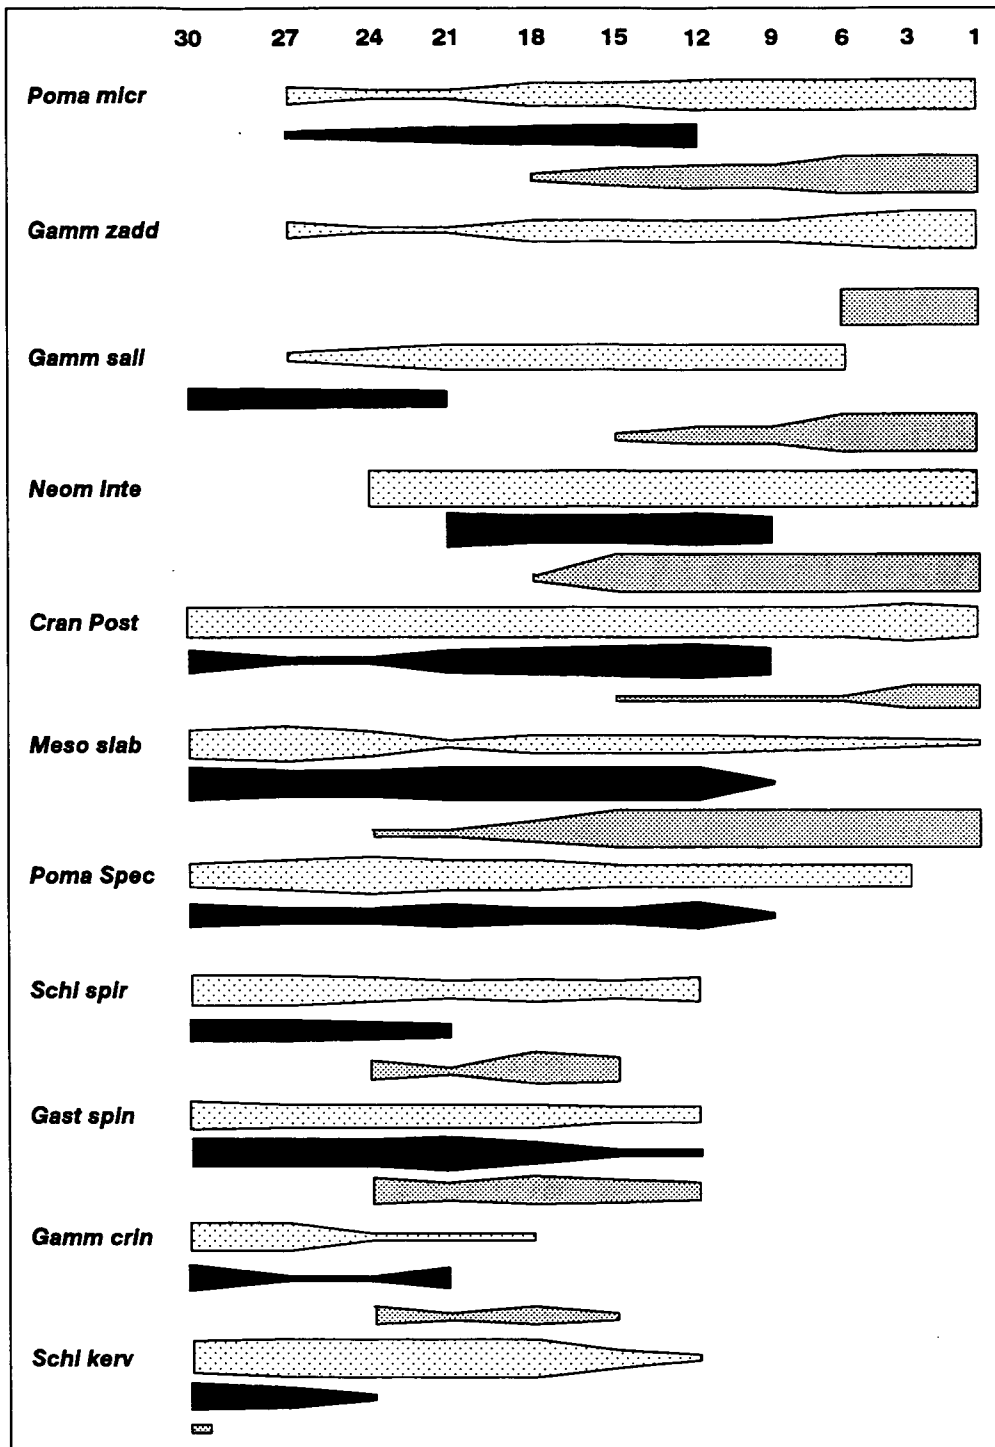 30 27 24 21 18 15 12 9 6 3 1
Poma micr
Gamm zadd
Gamm sall
Neom Inte
Cran Post
Meso slab
Poma Spec
Schi spir
Gast spin
Gamm crin
Schi kerv